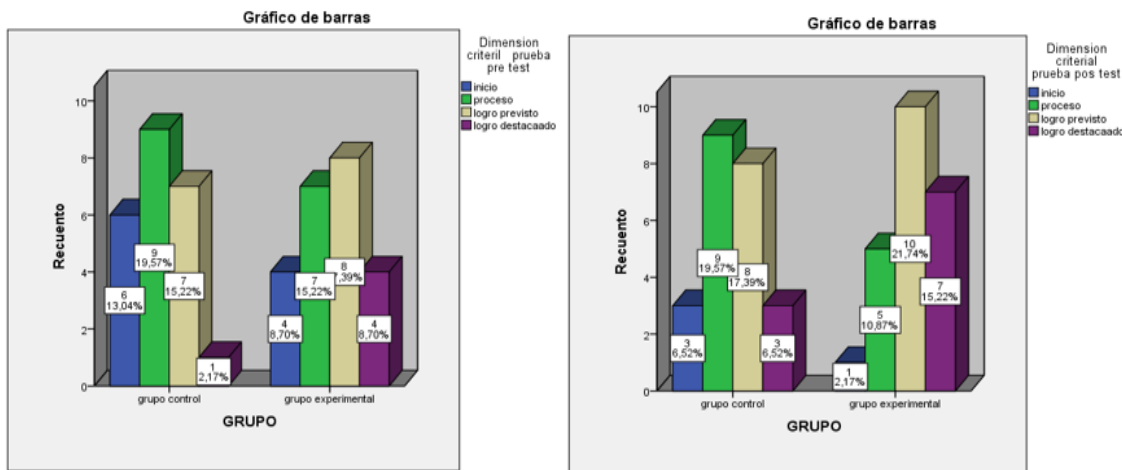 Gráfico de barras
Dimension
criteril prueba
pre test
inicio
proceso
logro previsto
logro destacaado
Recuento
10
8
6
4
2
0
6
13,04%
9
19,57%
7
15,22%
1
2,17%
4
8,70%
7
15,22%
8
7,39%
4
8,70%
grupo control
grupo experimental
GRUPO
Gráfico de barras
Dimension
criterial
prueba pos test
inicio
proceso
logro previsto
logro destacaado
Recuento
10
8
6
4
2
0
3
6,52%
9
19,57%
8
17,39%
3
6,52%
1
2,17%
5
10,87%
10
21,74%
7
15,22%
grupo control
grupo experimental
GRUPO